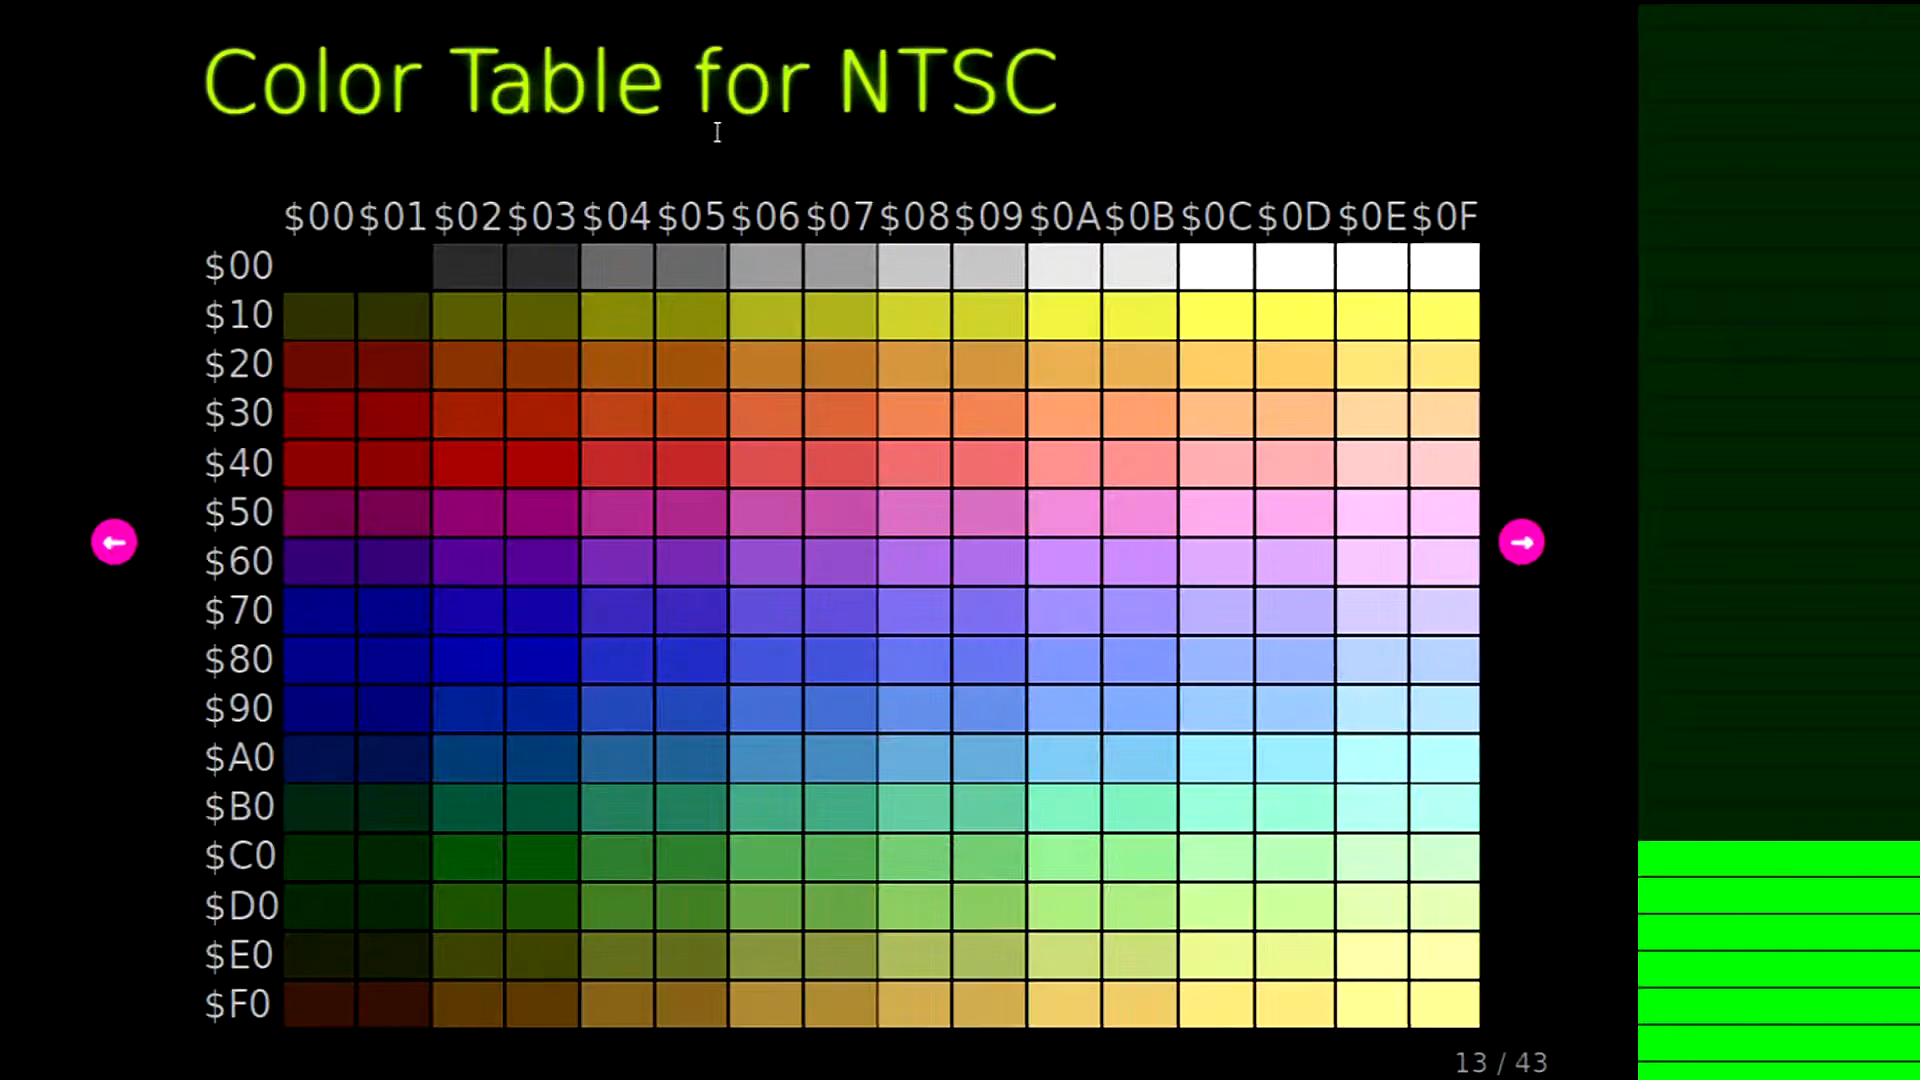 Color Table for NTSC
$00 $01 $02 $03 $04 $05 $06 $07 $08 $09 $0A $0B $0C $0D $0E $0F
$00
$10
$20
$30
$40
$50
$60
$70
$80
$90
$A0
$B0
$C0
$D0
$E0
$F0
13 / 43